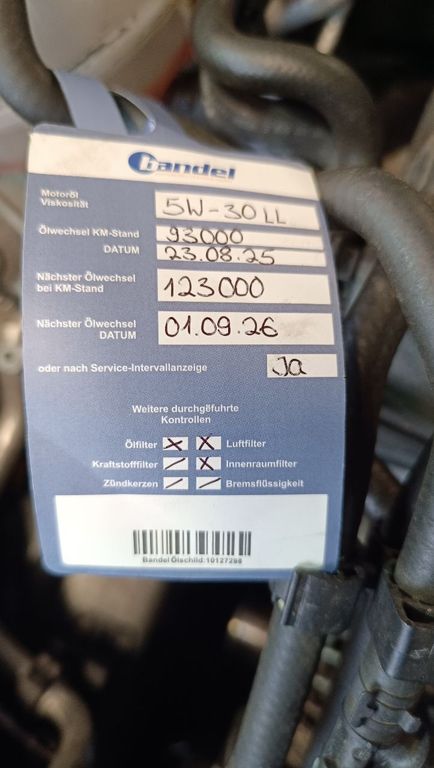 bandel
Motoröl
Viskosität
5W-30 LL
Ölwechsel KM-Stand 93000
DATUM 23.08.25
Nächster Ölwechsel
bei KM-Stand
123000
Nächster Ölwechsel
DATUM
01.09.26
oder nach Service-Intervallanzeige Ja
Weitere durchgeführte
Kontrollen
Ölfilter X X Luftfilter
Kraftstofffilter / X Innenraumfilter
Zündkerzen / / Bremsflüssigkeit
Bandel Ölschild:10127298